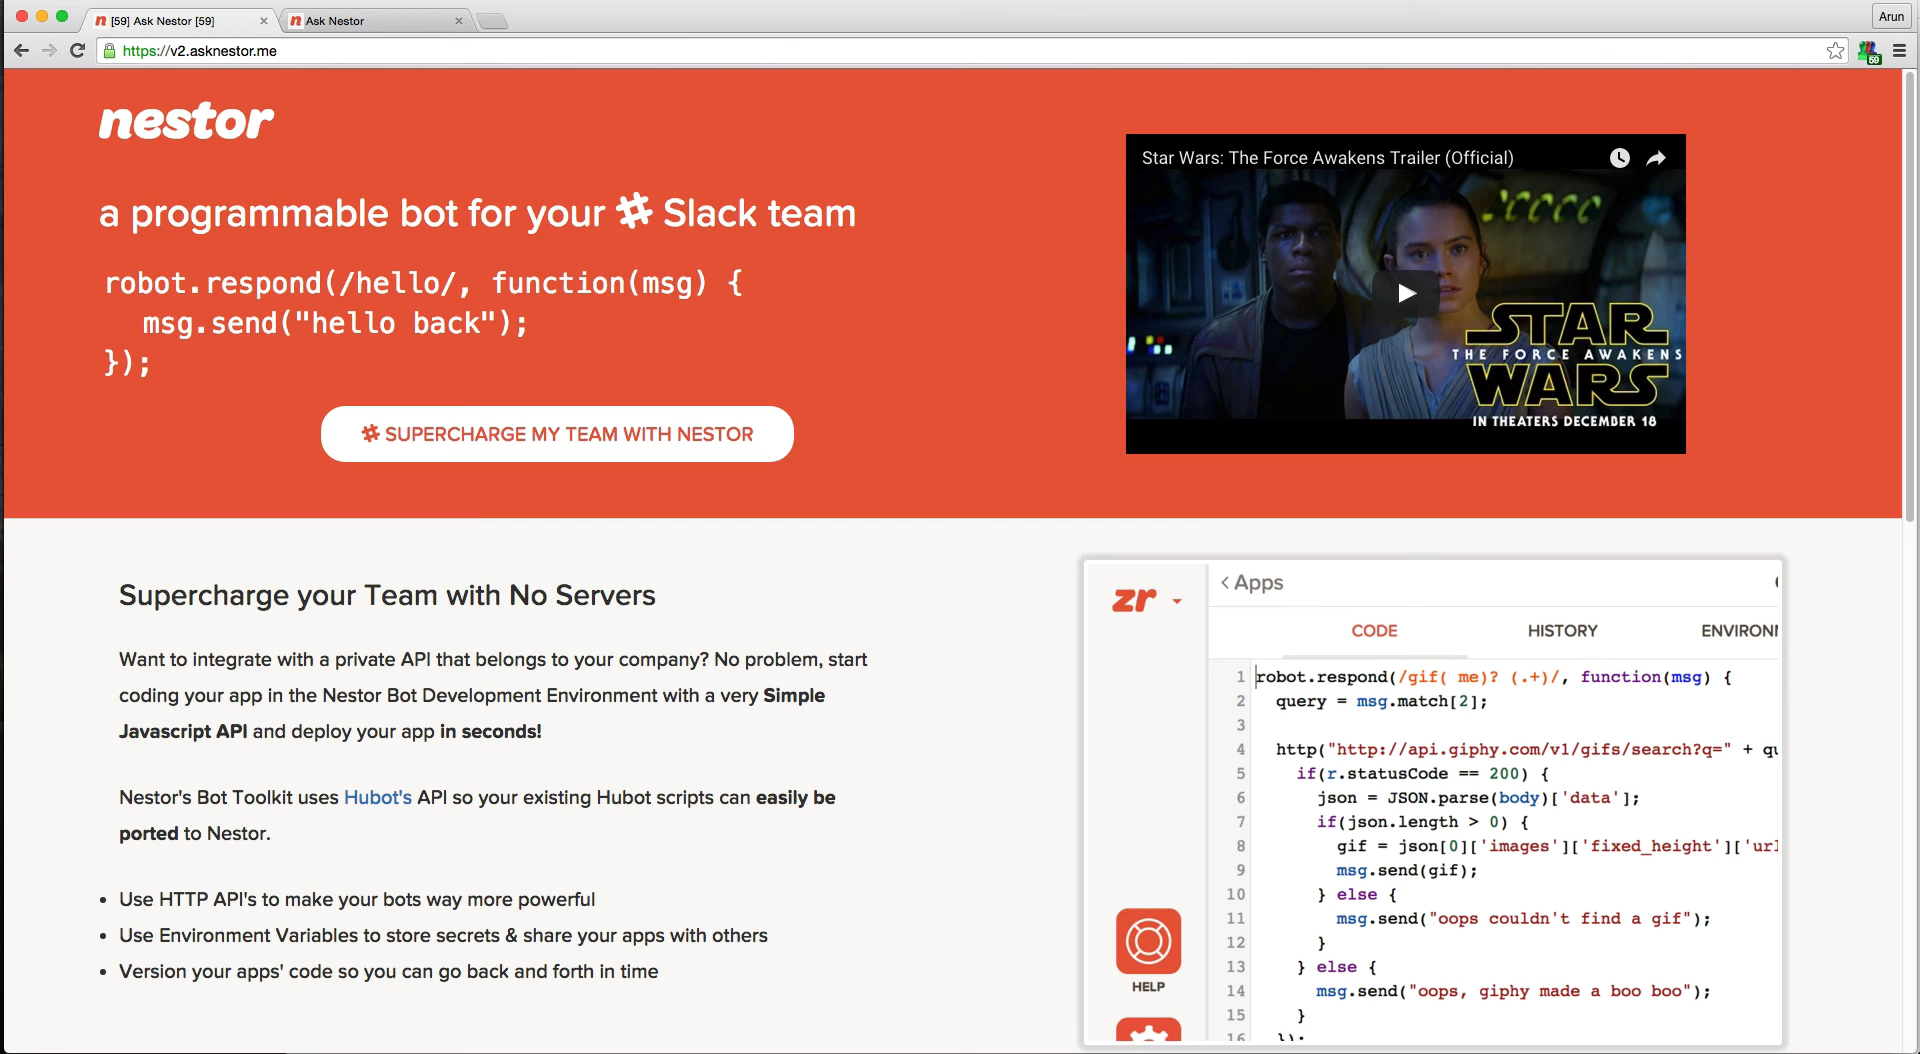 [59] Ask Nestor [59]
Ask Nestor
Arun
https://v2.asknestor.me
59
nestor
a programmable bot for your Slack team
robot.respond(/hello/, function(msg) {
msg.send("hello back");
});
SUPERCHARGE MY TEAM WITH NESTOR
Star Wars: The Force Awakens Trailer (Official)
STAR
THE FORCE AWAKENS
WARS
IN THEATERS DECEMBER 18
Supercharge your Team with No Servers
Want to integrate with a private API that belongs to your company? No problem, start
coding your app in the Nestor Bot Development Environment with a very Simple
Javascript API and deploy your app in seconds!
Nestor's Bot Toolkit uses Hubot's API so your existing Hubot scripts can easily be
ported to Nestor.
• Use HTTP API's to make your bots way more powerful
• Use Environment Variables to store secrets & share your apps with others
• Version your apps' code so you can go back and forth in time
zr
HELP
< Apps
CODE HISTORY ENVIRON
1 robot.respond(/gif( me)? (.+)/, function(msg) {
2 query = msg.match[2];
3
4 http("http://api.giphy.com/v1/gifs/search?q=" + qu
5 if(r.statusCode == 200) {
6 json = JSON.parse(body)['data'];
7 if(json.length > 0) {
8 gif = json[0]['images']['fixed_height']['url
9 msg.send(gif);
10 } else {
11 msg.send("oops couldn't find a gif");
12 }
13 } else {
14 msg.send("oops, giphy made a boo boo");
15 }
16 });